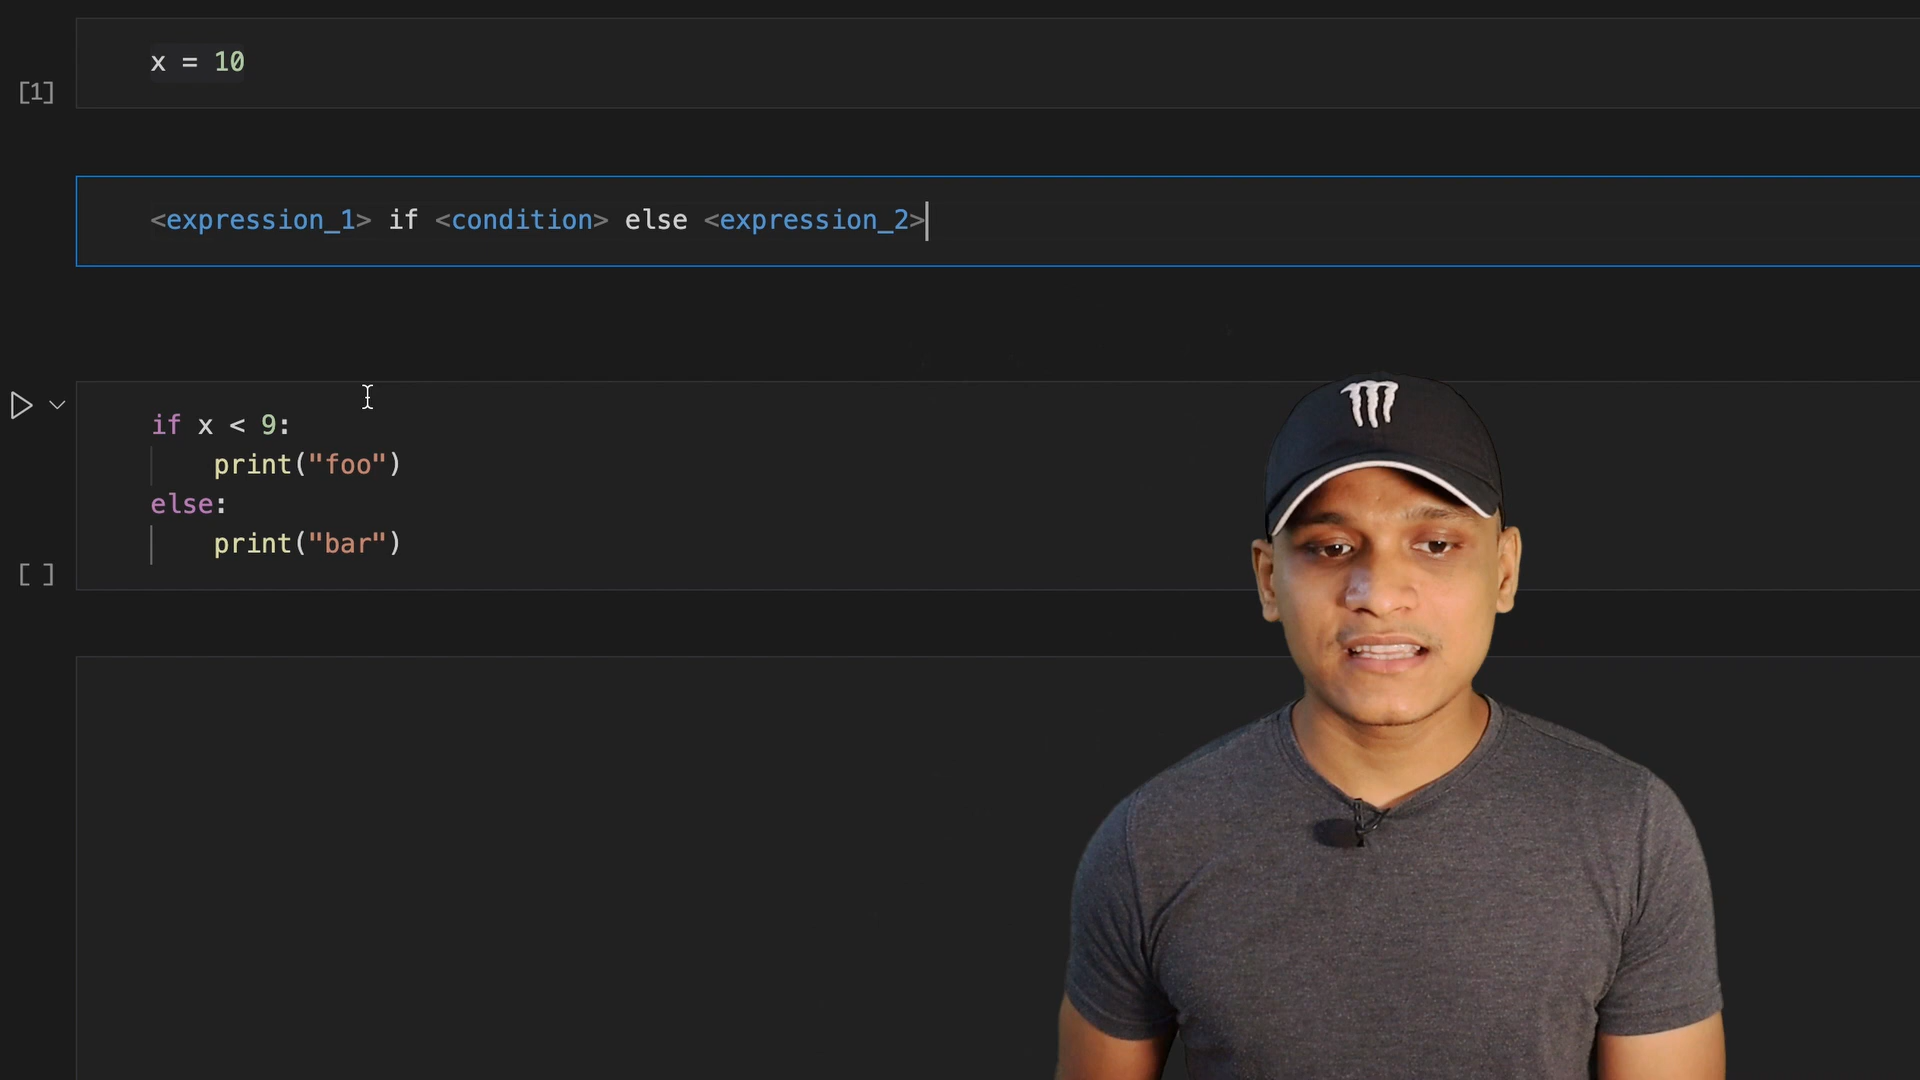 x = 10
[1]
<expression_1> if <condition> else <expression_2>
if x < 9:
    print("foo")
else:
    print("bar")
[ ]